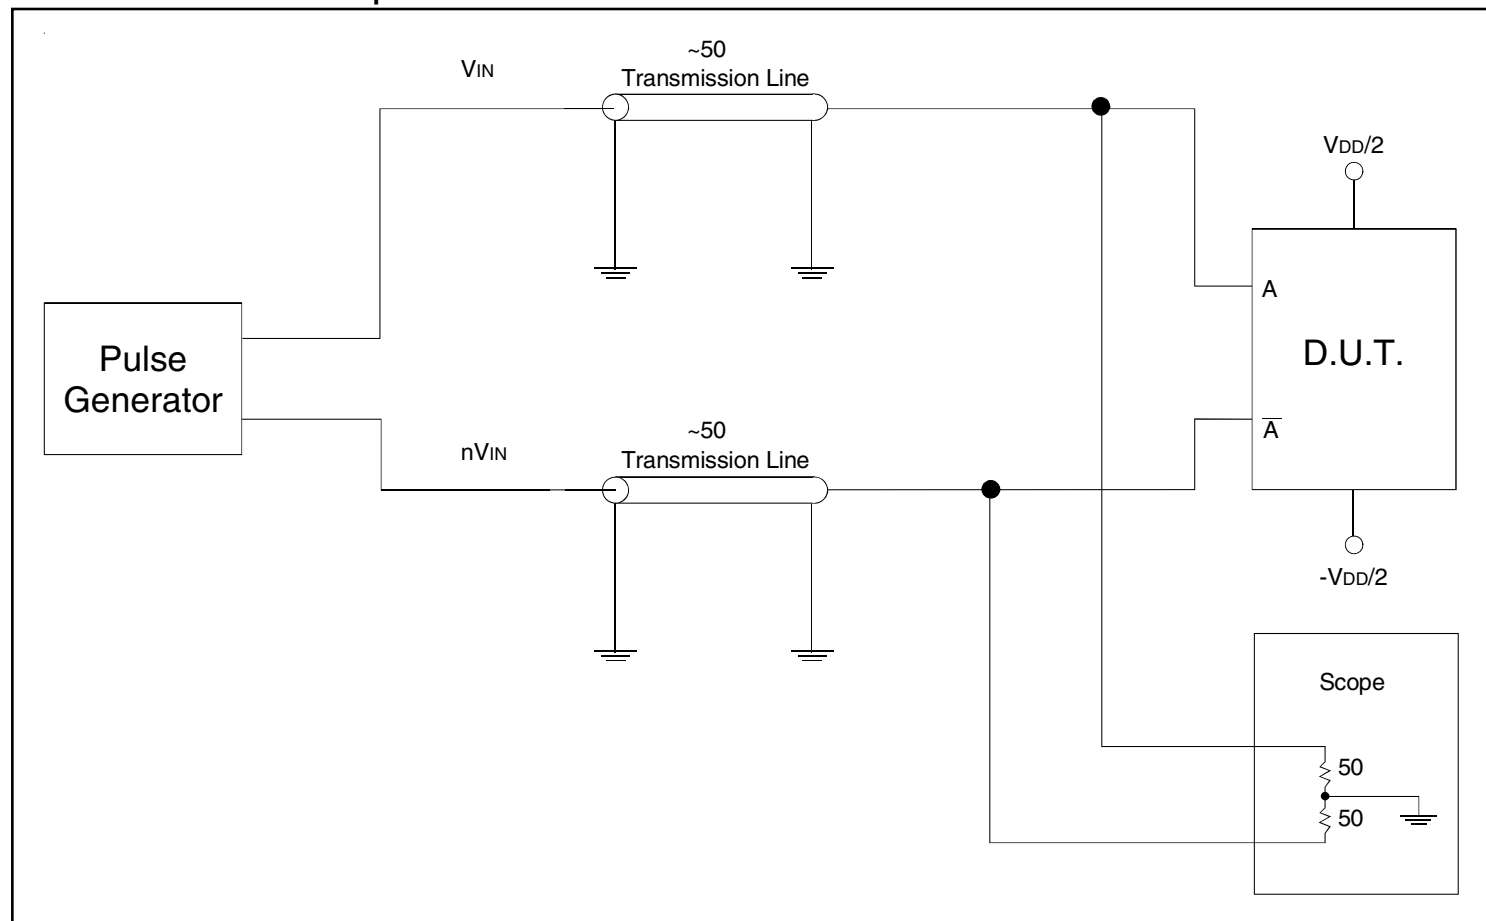 ~50
Transmission Line
VIN
VDD/2
A
D.U.T.
Pulse
Generator
A
~50
Transmission Line
nVIN
-VDD/2
Scope
50
50